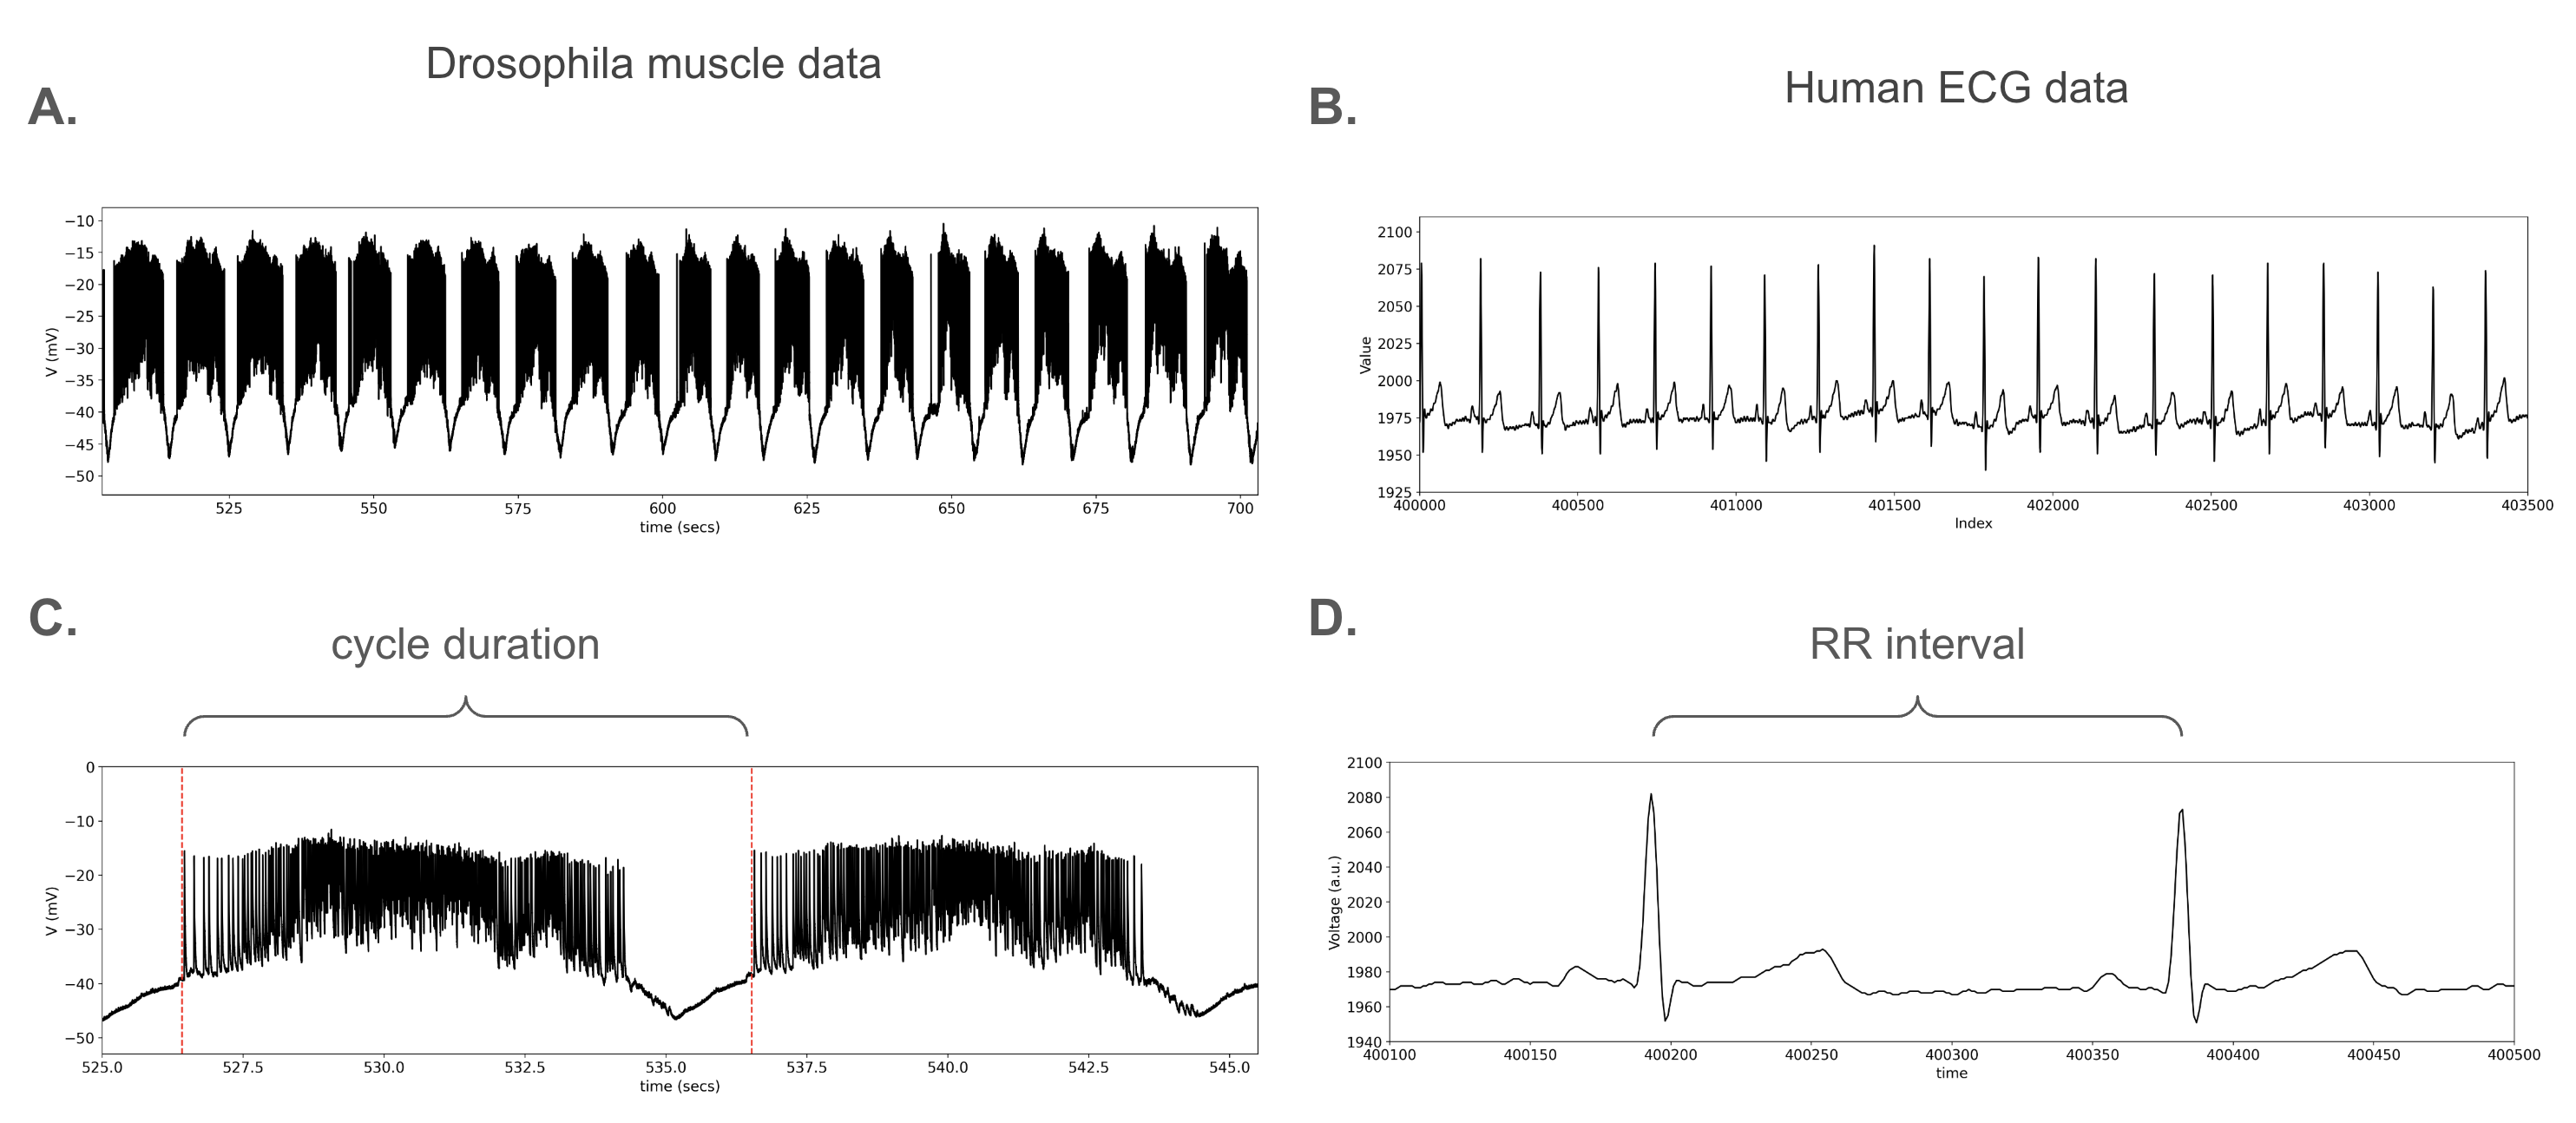 Drosophila muscle data
Human ECG data
A.
B.
−10
−15
−20
−25
−30
−35
−40
−45
−50
V (mV)
525 550 575 600 625 650 675 700
time (secs)
2100
2075
2050
2025
2000
1975
1950
1925
Value
400000 400500 401000 401500 402000 402500 403000 403500
Index
C.
D.
cycle duration
RR interval
0
−10
−20
−30
−40
−50
V (mV)
525.0 527.5 530.0 532.5 535.0 537.5 540.0 542.5 545.0
time (secs)
2100
2080
2060
2040
2020
2000
1980
1960
1940
Voltage (a.u.)
400100 400150 400200 400250 400300 400350 400400 400450 400500
time